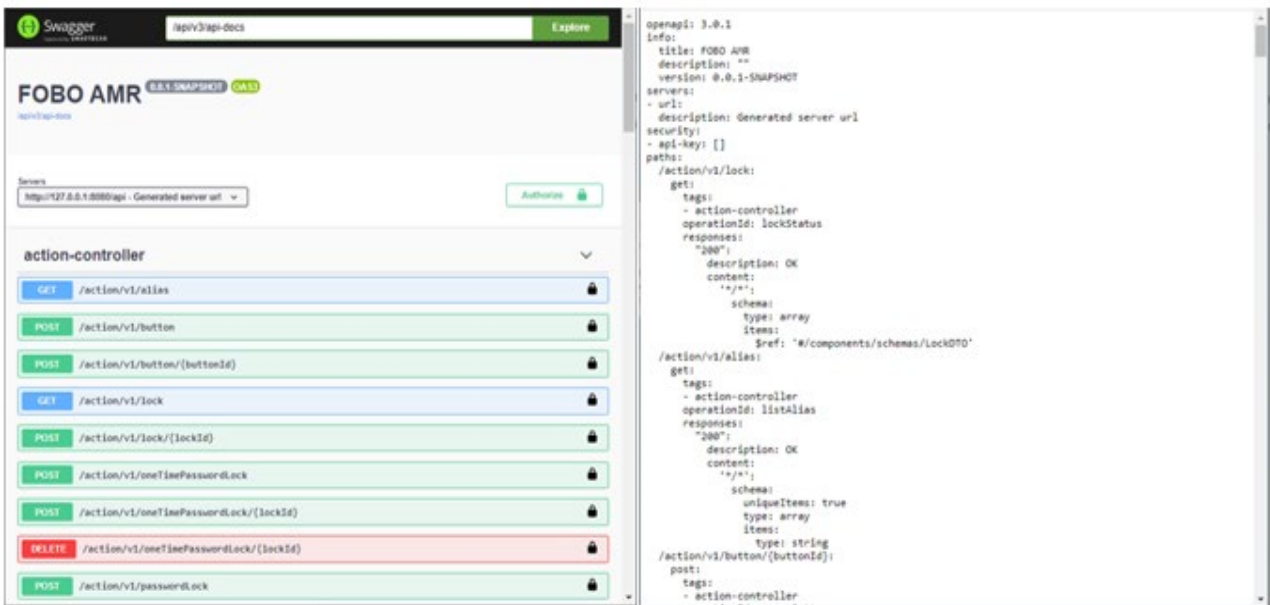 Swagger
/api/v3/api-docs
Explore
FOBO AMR 0.0.1-SNAPSHOT OAS3
/api/v3/api-docs
Servers
http://127.0.0.1:8080/api - Generated server url
Authorize
action-controller
GET /action/v1/alias
POST /action/v1/button
POST /action/v1/button/{buttonId}
GET /action/v1/lock
POST /action/v1/lock/{lockId}
POST /action/v1/oneTimePasswordLock
POST /action/v1/oneTimePasswordLock/{lockId}
DELETE /action/v1/oneTimePasswordLock/{lockId}
POST /action/v1/passwordLock
openapi: 3.0.1
info:
title: FOBO AMR
description: ""
version: 0.0.1-SNAPSHOT
servers:
- url:
description: Generated server url
security:
- api-key: []
paths:
/action/v1/lock:
get:
tags:
- action-controller
operationId: lockStatus
responses:
"200":
description: OK
content:
'*/*':
schema:
type: array
items:
$ref: '#/components/schemas/LockDTO'
/action/v1/alias:
get:
tags:
- action-controller
operationId: listAlias
responses:
"200":
description: OK
content:
'*/*':
schema:
uniqueItems: true
type: array
items:
type: string
/action/v1/button/{buttonId}:
post:
tags:
- action-controller